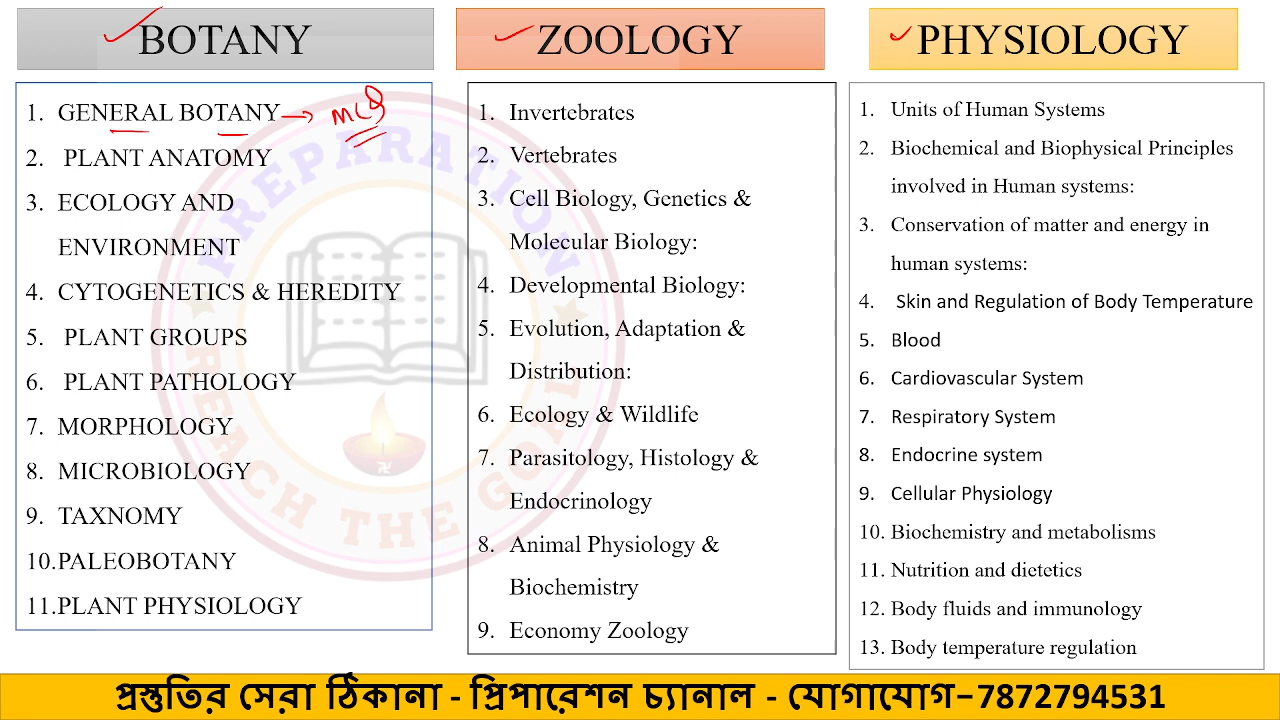 BOTANY
1. GENERAL BOTANY → MCQ
2. PLANT ANATOMY
3. ECOLOGY AND
ENVIRONMENT
4. CYTOGENETICS & HEREDITY
5. PLANT GROUPS
6. PLANT PATHOLOGY
7. MORPHOLOGY
8. MICROBIOLOGY
9. TAXNOMY
10.PALEOBOTANY
11.PLANT PHYSIOLOGY
ZOOLOGY
1. Invertebrates
2. Vertebrates
3. Cell Biology, Genetics &
Molecular Biology:
4. Developmental Biology:
5. Evolution, Adaptation &
Distribution:
6. Ecology & Wildlife
7. Parasitology, Histology &
Endocrinology
8. Animal Physiology &
Biochemistry
9. Economy Zoology
PHYSIOLOGY
1. Units of Human Systems
2. Biochemical and Biophysical Principles
involved in Human systems:
3. Conservation of matter and energy in
human systems:
4. Skin and Regulation of Body Temperature
5. Blood
6. Cardiovascular System
7. Respiratory System
8. Endocrine system
9. Cellular Physiology
10. Biochemistry and metabolisms
11. Nutrition and dietetics
12. Body fluids and immunology
13. Body temperature regulation
PREPARATION
REACH THE GOAL
প্রস্তুতির সেরা ঠিকানা - প্রিপারেশন চ্যানাল - যোগাযোগ–7872794531